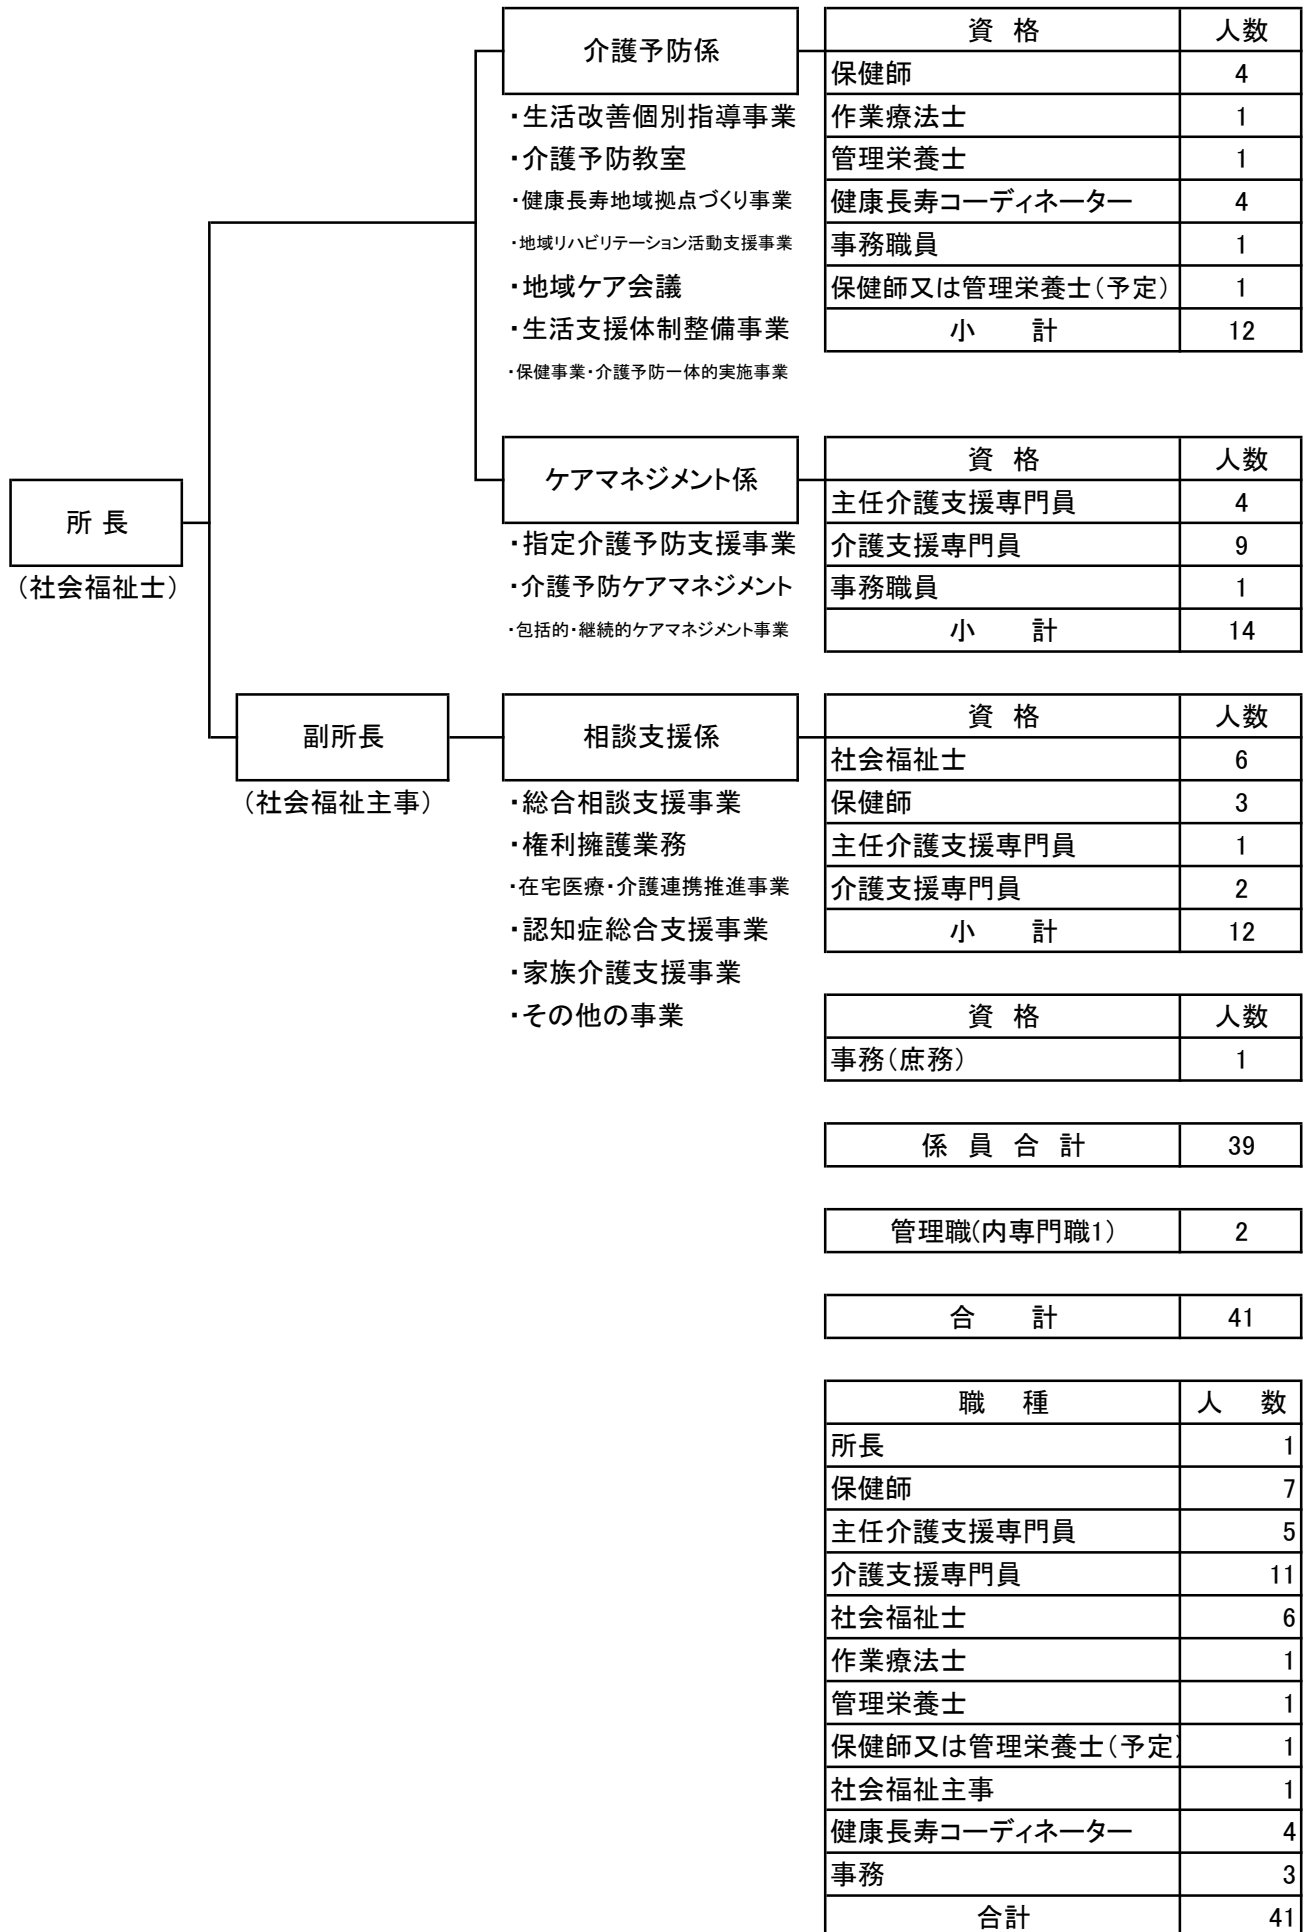 所 長
(社会福祉士)
副所長
(社会福祉主事)
介護予防係
・生活改善個別指導事業
・介護予防教室
・健康長寿地域拠点づくり事業
・地域リハビリテーション活動支援事業
・地域ケア会議
・生活支援体制整備事業
・保健事業・介護予防一体的実施事業
資 格 人数
保健師 4
作業療法士 1
管理栄養士 1
健康長寿コーディネーター 4
事務職員 1
保健師又は管理栄養士(予定) 1
小 計 12
ケアマネジメント係
・指定介護予防支援事業
・介護予防ケアマネジメント
・包括的・継続的ケアマネジメント事業
資 格 人数
主任介護支援専門員 4
介護支援専門員 9
事務職員 1
小 計 14
相談支援係
・総合相談支援事業
・権利擁護業務
・在宅医療・介護連携推進事業
・認知症総合支援事業
・家族介護支援事業
・その他の事業
資 格 人数
社会福祉士 6
保健師 3
主任介護支援専門員 1
介護支援専門員 2
小 計 12
資 格 人数
事務(庶務) 1
係 員 合 計 39
管理職(内専門職1) 2
合 計 41
職 種 人 数
所長 1
保健師 7
主任介護支援専門員 5
介護支援専門員 11
社会福祉士 6
作業療法士 1
管理栄養士 1
保健師又は管理栄養士(予定) 1
社会福祉主事 1
健康長寿コーディネーター 4
事務 3
合計 41